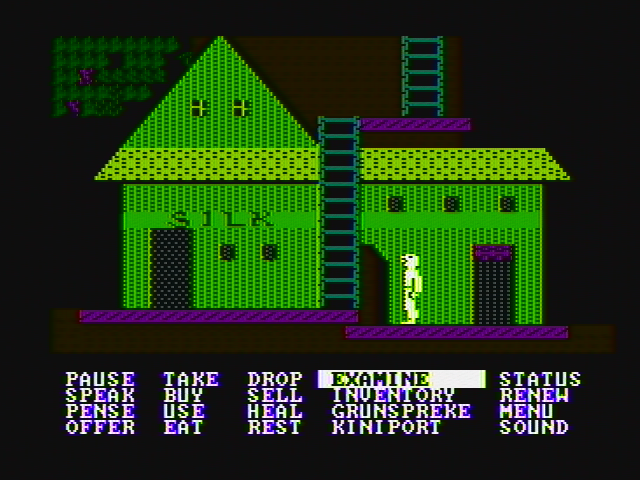 SILK
PAUSE TAKE DROP EXAMINE STATUS
SPEAK BUY SELL INVENTORY RENEW
PENSE USE HEAL GRUNSPREKE MENU
OFFER EAT REST KINIPORT SOUND